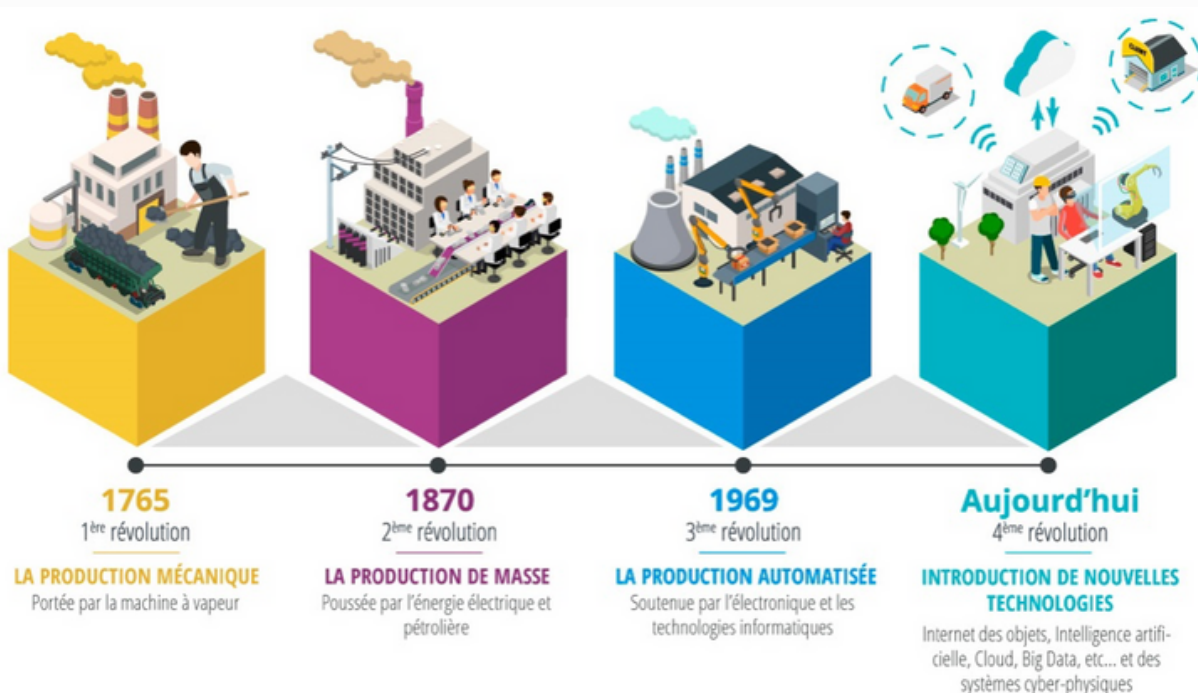 CLIENT
1765
1ère révolution
LA PRODUCTION MÉCANIQUE
Portée par la machine à vapeur
1870
2ème révolution
LA PRODUCTION DE MASSE
Poussée par l'énergie électrique et
pétrolière
1969
3ème révolution
LA PRODUCTION AUTOMATISÉE
Soutenue par l'électronique et les
technologies informatiques
Aujourd'hui
4ème révolution
INTRODUCTION DE NOUVELLES
TECHNOLOGIES
Internet des objets, Intelligence artifi-
cielle, Cloud, Big Data, etc... et des
systèmes cyber-physiques